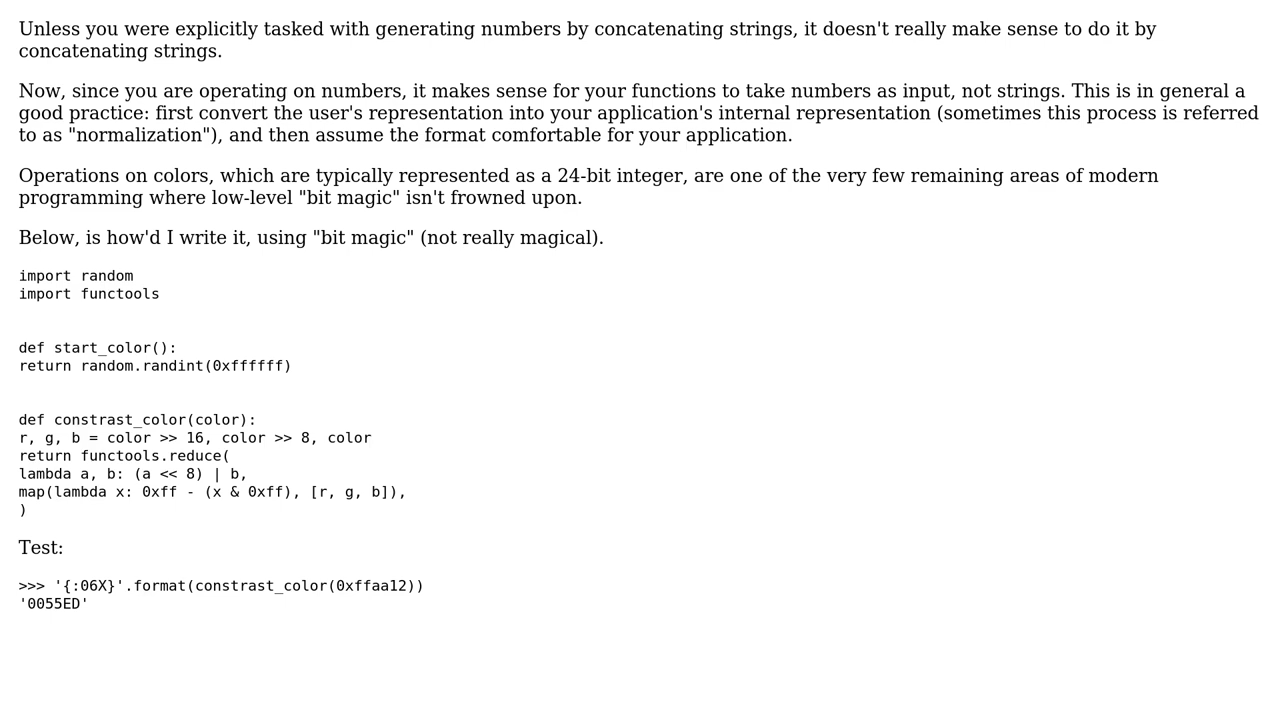 Unless you were explicitly tasked with generating numbers by concatenating strings, it doesn't really make sense to do it by
concatenating strings.
Now, since you are operating on numbers, it makes sense for your functions to take numbers as input, not strings. This is in general a
good practice: first convert the user's representation into your application's internal representation (sometimes this process is referred
to as "normalization"), and then assume the format comfortable for your application.
Operations on colors, which are typically represented as a 24-bit integer, are one of the very few remaining areas of modern
programming where low-level "bit magic" isn't frowned upon.
Below, is how'd I write it, using "bit magic" (not really magical).
import random
import functools
def start_color():
return random.randint(0xffffff)
def constrast_color(color):
r, g, b = color >> 16, color >> 8, color
return functools.reduce(
lambda a, b: (a << 8) | b,
map(lambda x: 0xff - (x & 0xff), [r, g, b]),
)
Test:
>>> '{:06X}'.format(constrast_color(0xffaa12))
'0055ED'